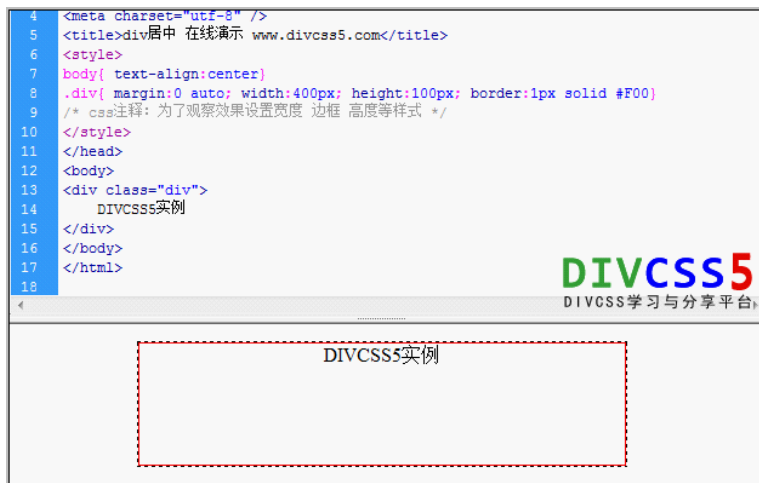 4 <meta charset="utf-8" />
5 <title>div居中 在线演示 www.divcss5.com</title>
6 <style>
7 body{ text-align:center}
8 .div{ margin:0 auto; width:400px; height:100px; border:1px solid #F00}
9 /* css注释：为了观察效果设置宽度 边框 高度等样式 */
10 </style>
11 </head>
12 <body>
13 <div class="div">
14 DIVCSS5实例
15 </div>
16 </body>
17 </html>
18
DIVCSS5
DIVCSS学习与分享平台
DIVCSS5实例